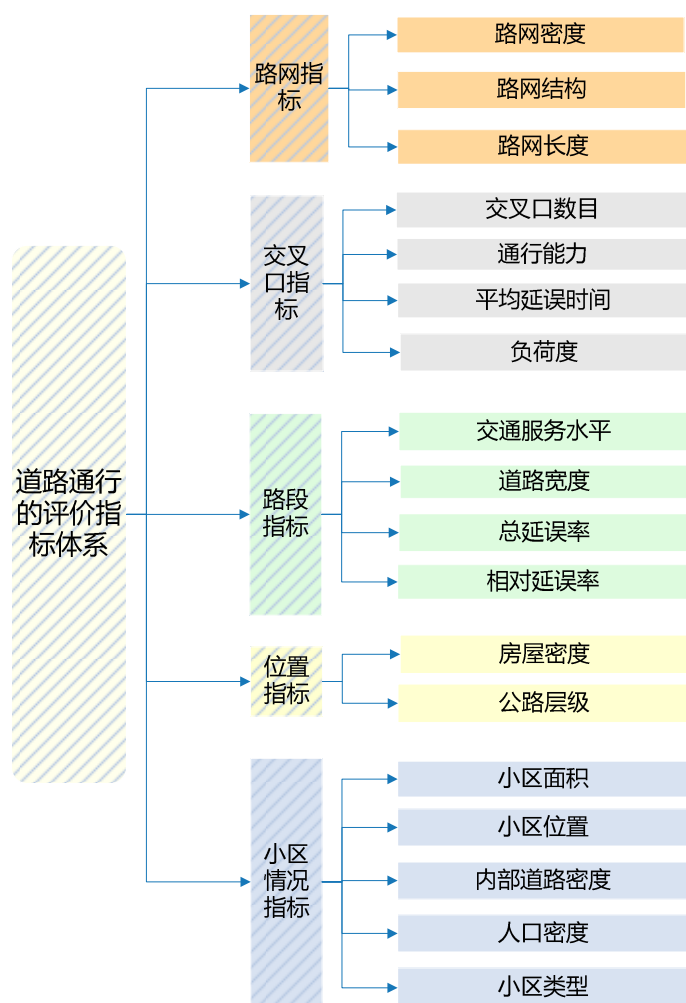 道路通行
的评价指
标体系
路网指
标
路网密度
路网结构
路网长度
交叉
口指
标
交叉口数目
通行能力
平均延误时间
负荷度
路段
指标
交通服务水平
道路宽度
总延误率
相对延误率
位置
指标
房屋密度
公路层级
小区
情况
指标
小区面积
小区位置
内部道路密度
人口密度
小区类型